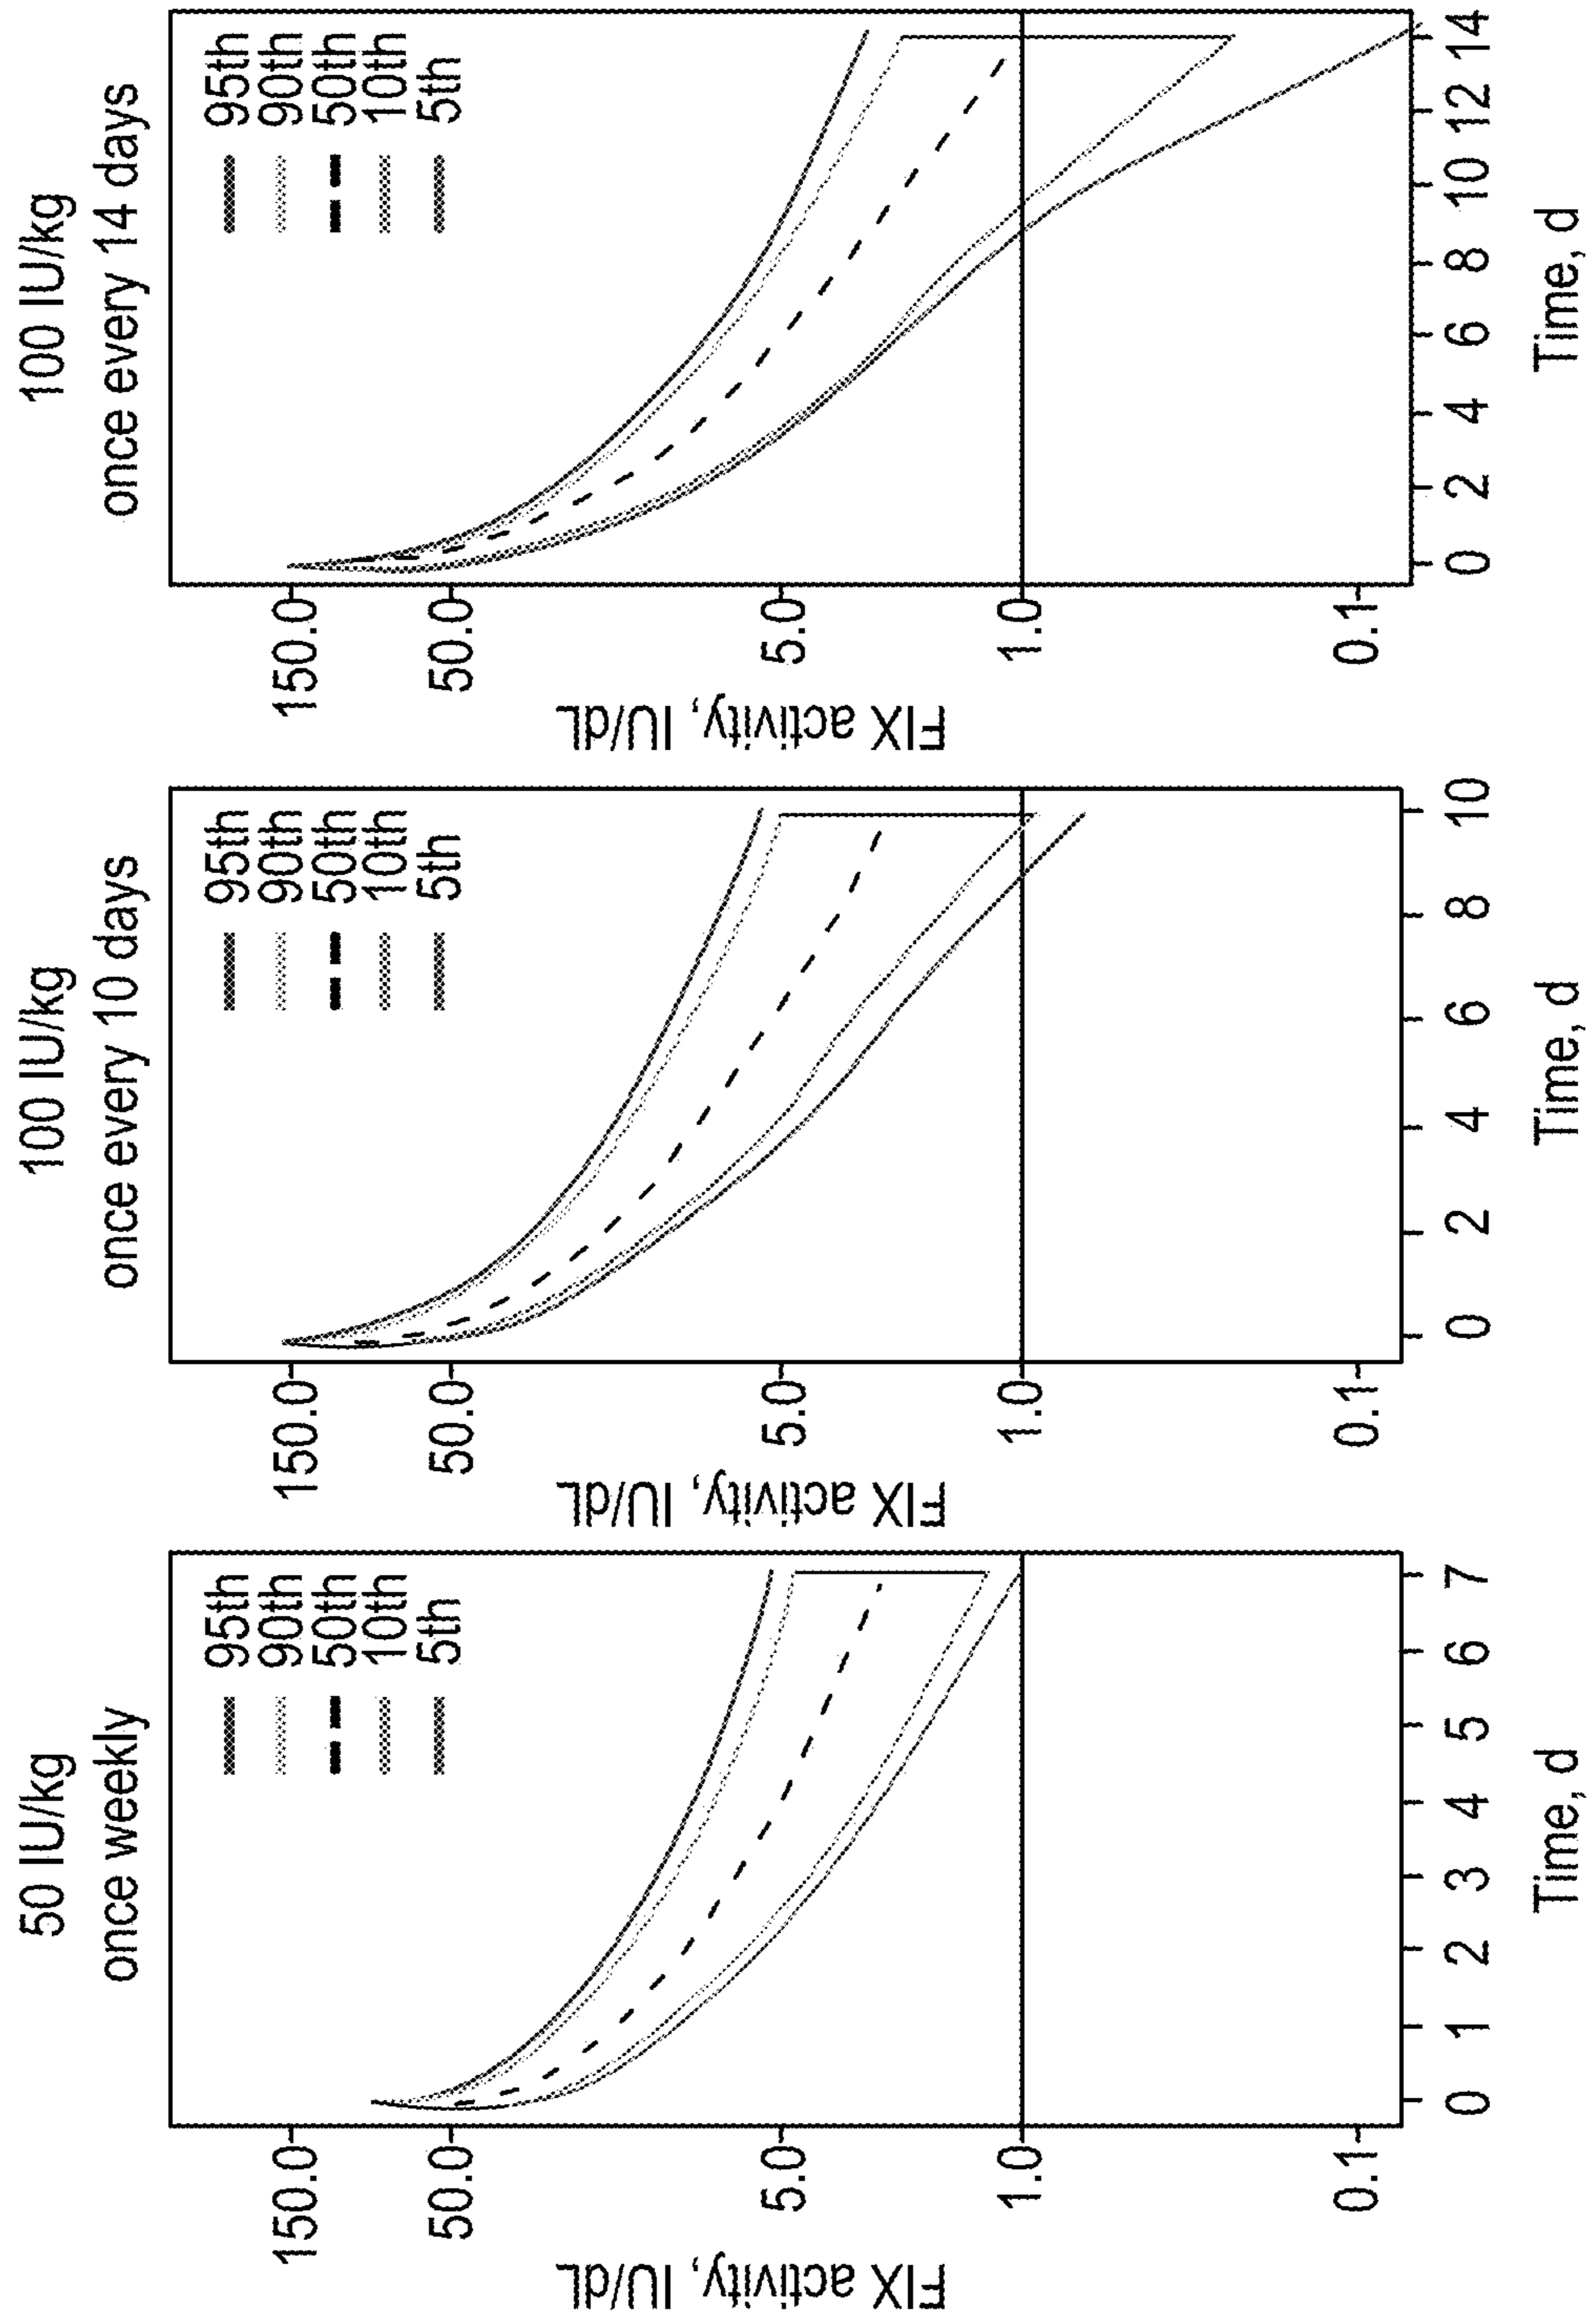 50 IU/kg
once weekly
FIX activity, IU/dL
150.0
50.0
5.0
1.0
0.1
95th
90th
50th
10th
5th
0 1 2 3 4 5 6 7
Time, d
100 IU/kg
once every 10 days
FIX activity, IU/dL
150.0
50.0
5.0
1.0
0.1
95th
90th
50th
10th
5th
0 2 4 6 8 10
Time, d
100 IU/kg
once every 14 days
FIX activity, IU/dL
150.0
50.0
5.0
1.0
0.1
95th
90th
50th
10th
5th
0 2 4 6 8 10 12 14
Time, d